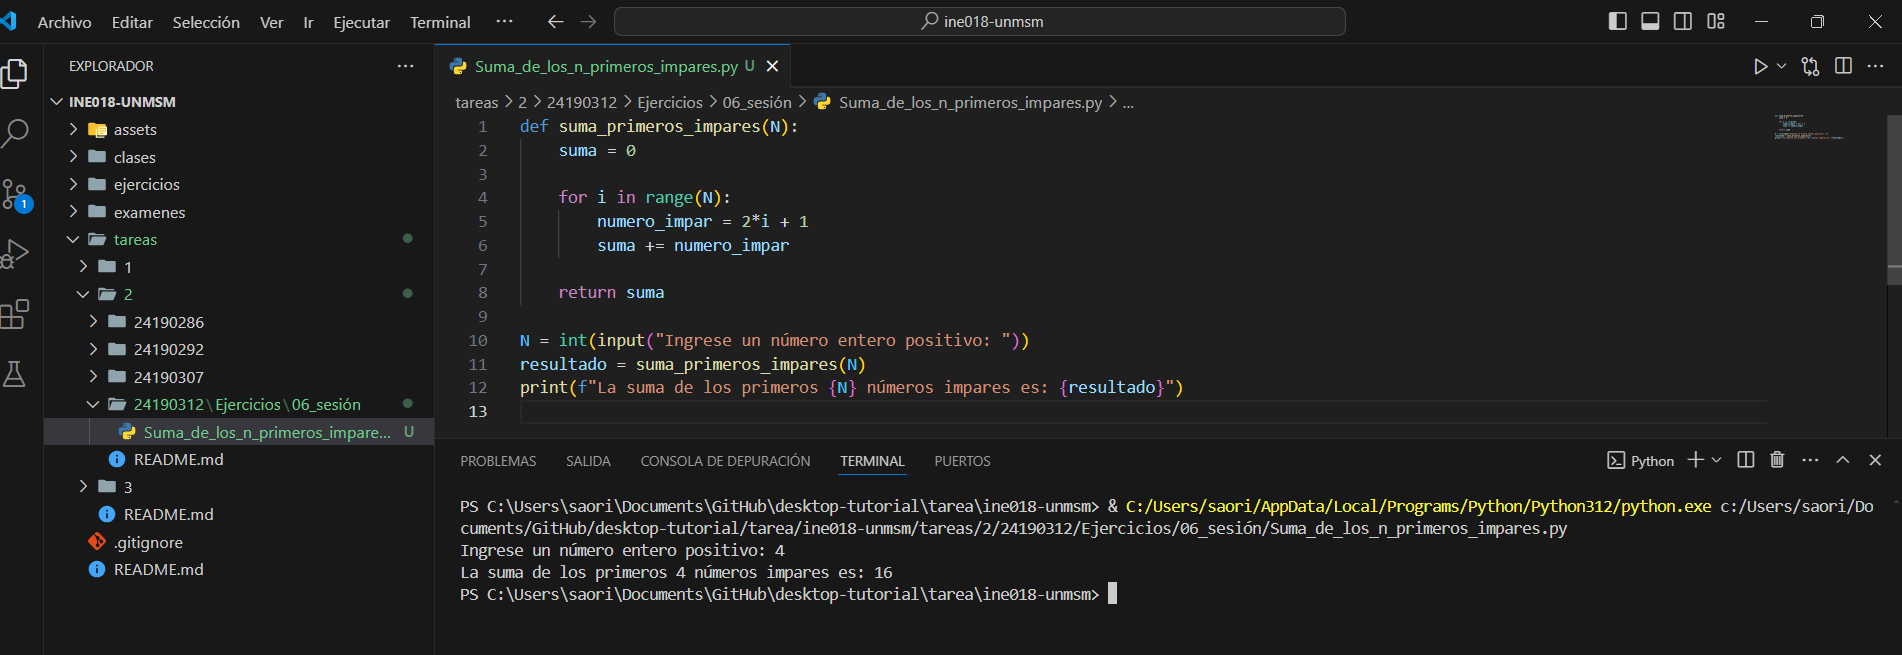 Archivo Editar Selección Ver Ir Ejecutar Terminal ··· ine018-unmsm
EXPLORADOR ···
INE018-UNMSM
assets
clases
ejercicios
examenes
tareas
1
2
24190286
24190292
24190307
24190312\Ejercicios\06_sesión
Suma_de_los_n_primeros_impare... U
README.md
3
README.md
.gitignore
README.md
1
Suma_de_los_n_primeros_impares.py U
tareas > 2 > 24190312 > Ejercicios > 06_sesión > Suma_de_los_n_primeros_impares.py > ...
1 def suma_primeros_impares(N):
2     suma = 0
3
4     for i in range(N):
5         numero_impar = 2*i + 1
6         suma += numero_impar
7
8     return suma
9
10 N = int(input("Ingrese un número entero positivo: "))
11 resultado = suma_primeros_impares(N)
12 print(f"La suma de los primeros {N} números impares es: {resultado}")
13
PROBLEMAS SALIDA CONSOLA DE DEPURACIÓN TERMINAL PUERTOS Python
PS C:\Users\saori\Documents\GitHub\desktop-tutorial\tarea\ine018-unmsm> & C:/Users/saori/AppData/Local/Programs/Python/Python312/python.exe c:/Users/saori/Do
cuments/GitHub/desktop-tutorial/tarea/ine018-unmsm/tareas/2/24190312/Ejercicios/06_sesión/Suma_de_los_n_primeros_impares.py
Ingrese un número entero positivo: 4
La suma de los primeros 4 números impares es: 16
PS C:\Users\saori\Documents\GitHub\desktop-tutorial\tarea\ine018-unmsm>